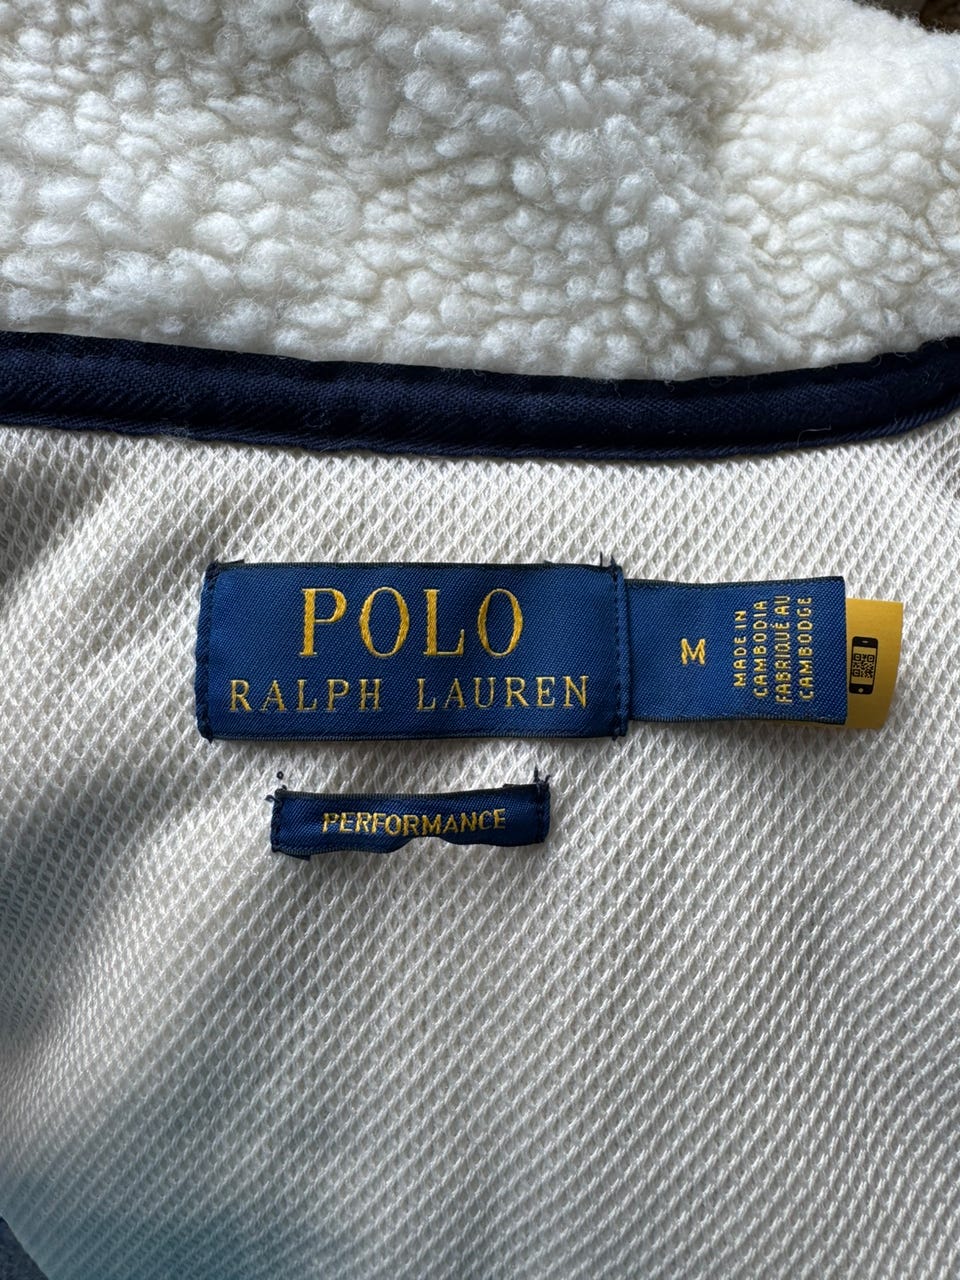 POLO
RALPH LAUREN
M
MADE IN
CAMBODIA
FABRIQUÉ AU
CAMBODGE
PERFORMANCE